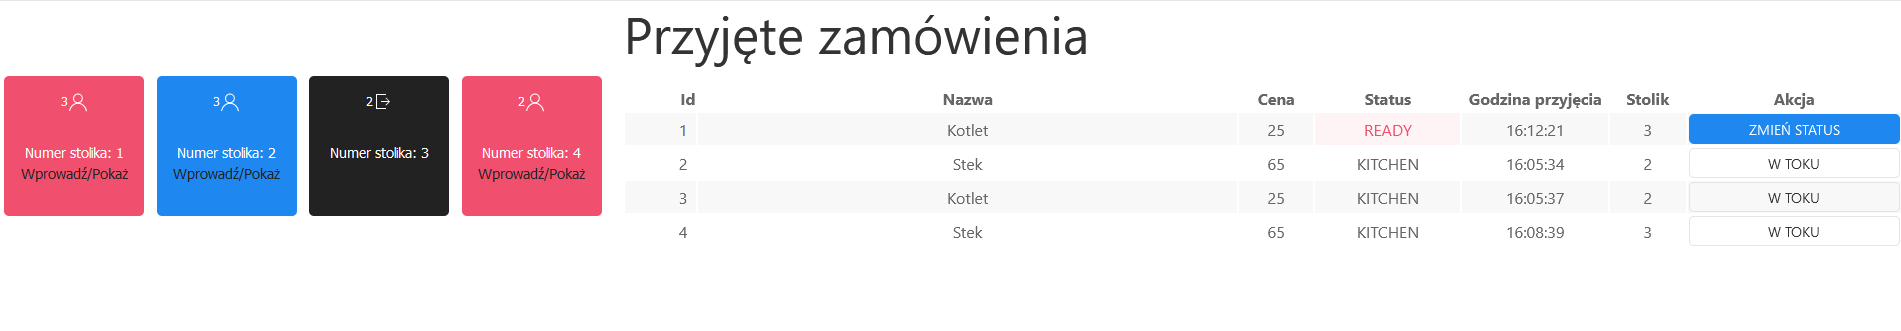 Przyjęte zamówienia
3
Numer stolika: 1
Wprowadź/Pokaż
3
Numer stolika: 2
Wprowadź/Pokaż
2
Numer stolika: 3
2
Numer stolika: 4
Wprowadź/Pokaż
Id Nazwa Cena Status Godzina przyjęcia Stolik Akcja
1 Kotlet 25 READY 16:12:21 3 ZMIEŃ STATUS
2 Stek 65 KITCHEN 16:05:34 2 W TOKU
3 Kotlet 25 KITCHEN 16:05:37 2 W TOKU
4 Stek 65 KITCHEN 16:08:39 3 W TOKU